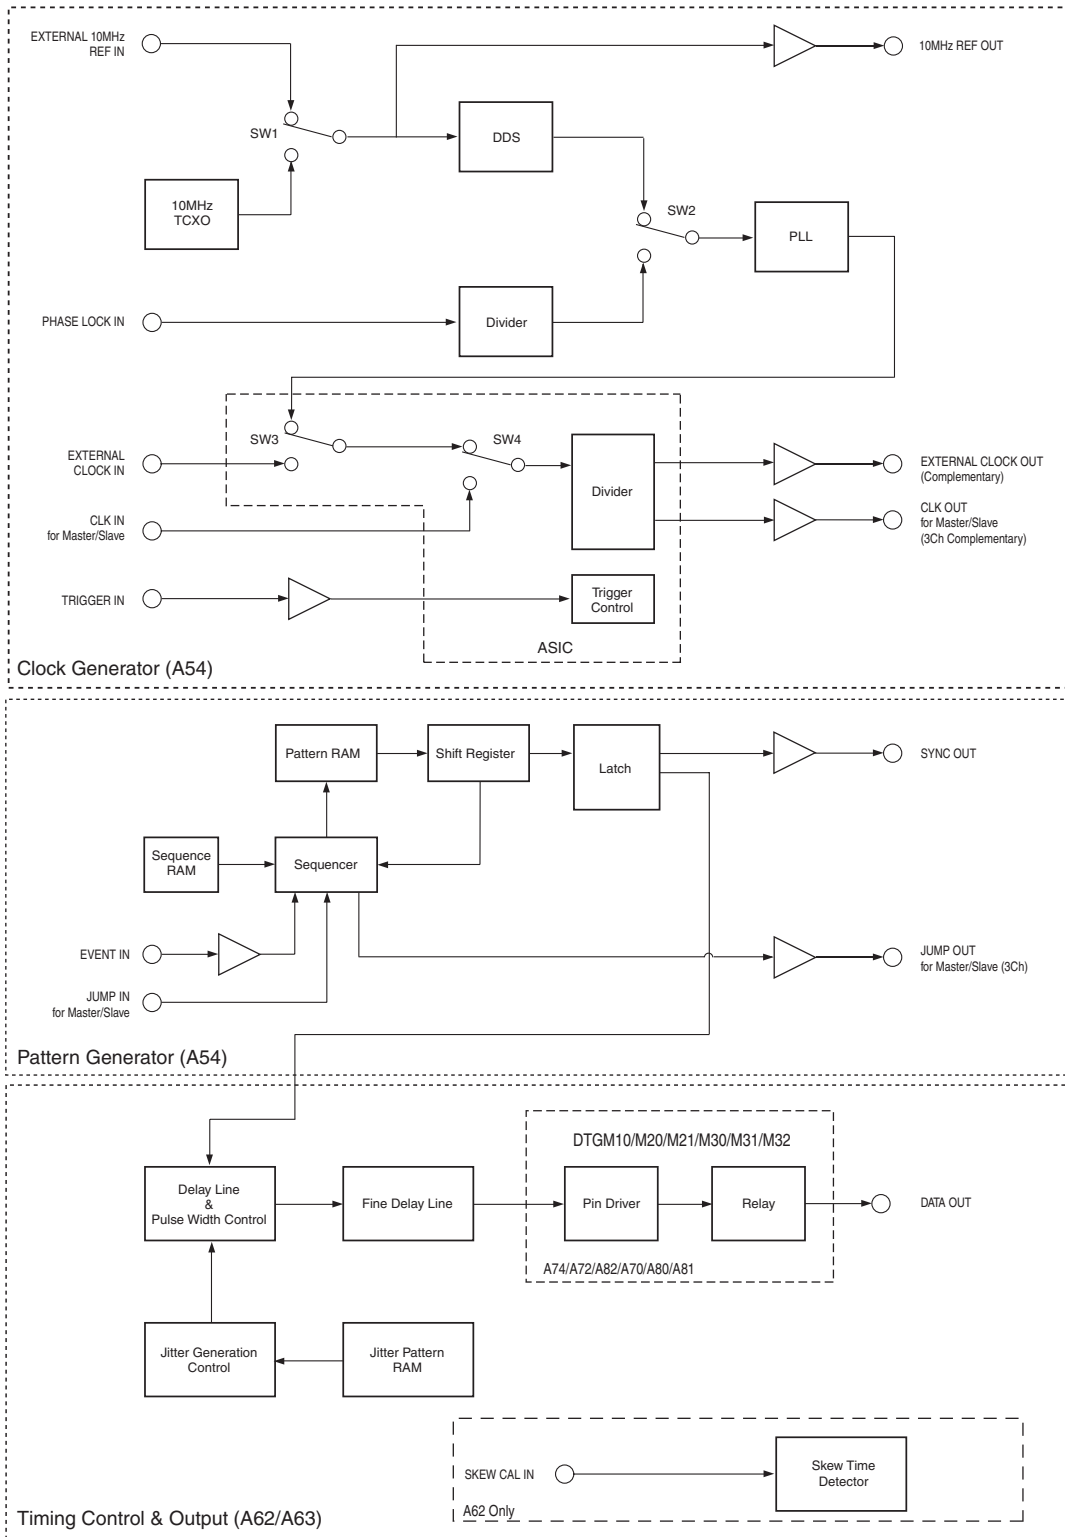 EXTERNAL 10MHz
REF IN
10MHz REF OUT
SW1
DDS
10MHz
TCXO
SW2
PLL
PHASE LOCK IN
Divider
SW3
SW4
EXTERNAL
CLOCK IN
Divider
EXTERNAL CLOCK OUT
(Complementary)
CLK IN
for Master/Slave
CLK OUT
for Master/Slave
(3Ch Complementary)
TRIGGER IN
Trigger
Control
ASIC
Clock Generator (A54)
Pattern RAM
Shift Register
Latch
SYNC OUT
Sequence
RAM
Sequencer
EVENT IN
JUMP OUT
for Master/Slave (3Ch)
JUMP IN
for Master/Slave
Pattern Generator (A54)
DTGM10/M20/M21/M30/M31/M32
Delay Line
&
Pulse Width Control
Fine Delay Line
Pin Driver
Relay
DATA OUT
A74/A72/A82/A70/A80/A81
Jitter Generation
Control
Jitter Pattern
RAM
SKEW CAL IN
Skew Time
Detector
A62 Only
Timing Control & Output (A62/A63)